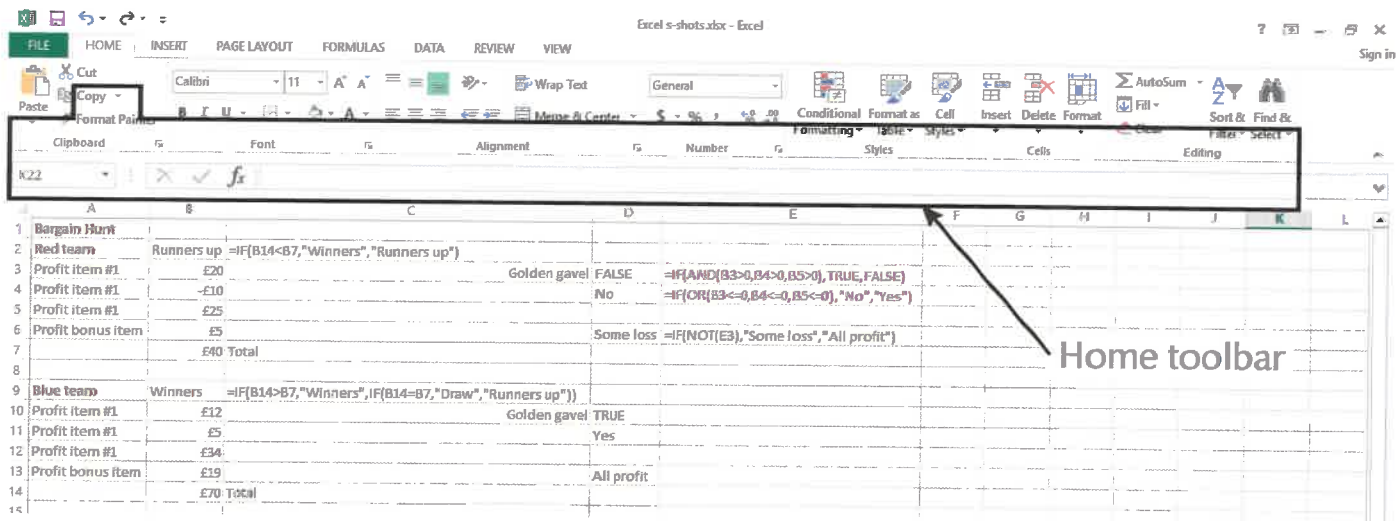 Excel s-shots.xlsx - Excel
? 
Sign in
FILE HOME INSERT PAGE LAYOUT FORMULAS DATA REVIEW VIEW
Cut
Copy
Format Painter
Paste
Calibri 11 A A
B I U A
Wrap Text
Merge & Center
General
$ % ,
Conditional Formatting
Format as Table
Cell Styles
Insert Delete Format
AutoSum
Fill
Clear
Sort & Filter
Find & Select
Clipboard Font Alignment Number Styles Cells Editing
K22 fx
A B C D E F G H I J K L
1 Bargain Hunt
2 Red team Runners up =IF(B14<B7,"Winners","Runners up")
3 Profit item #1 £20 Golden gavel FALSE =IF(AND(B3>0,B4>0,B5>0),TRUE,FALSE)
4 Profit item #1 -£10 No =IF(OR(B3<=0,B4<=0,B5<=0),"No","Yes")
5 Profit item #1 £25
6 Profit bonus item £5 Some loss =IF(NOT(E3),"Some loss","All profit")
7 £40 Total
Home toolbar
8
9 Blue team Winners =IF(B14>B7,"Winners",IF(B14=B7,"Draw","Runners up"))
10 Profit item #1 £12 Golden gavel TRUE
11 Profit item #1 £5 Yes
12 Profit item #1 £34
13 Profit bonus item £19 All profit
14 £70 Total
15